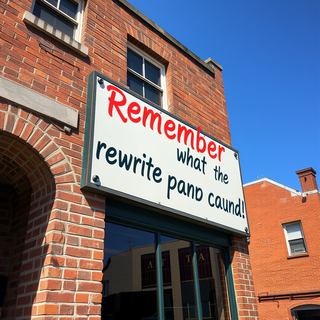 Remember
what the
rewrite pano caund!